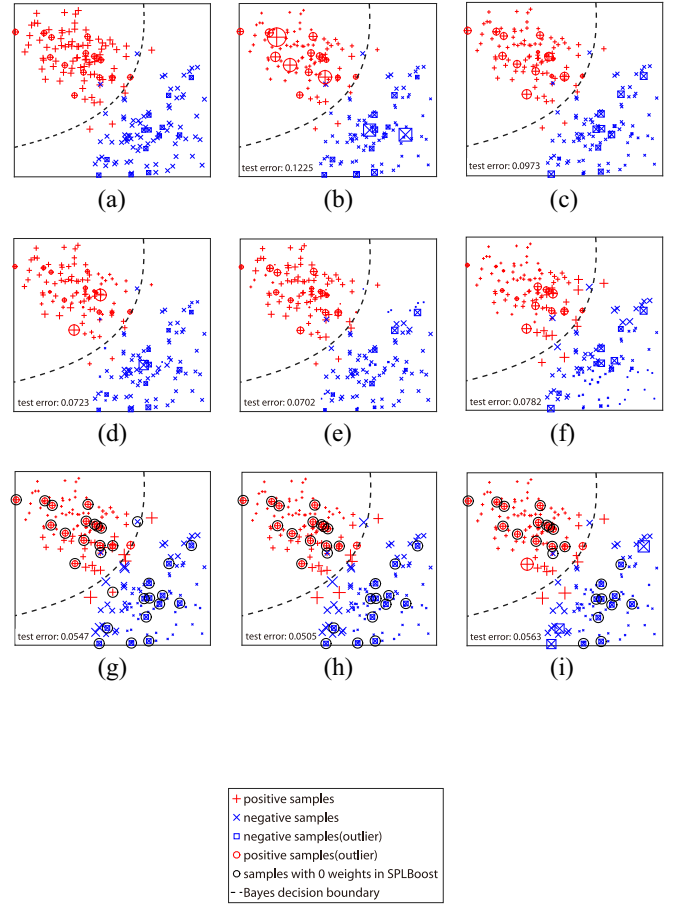 (a)
test error: 0.1225
(b)
test error: 0.0973
(c)
test error: 0.0723
(d)
test error: 0.0702
(e)
test error: 0.0782
(f)
test error: 0.0547
(g)
test error: 0.0505
(h)
test error: 0.0563
(i)
positive samples
negative samples
negative samples(outlier)
positive samples(outlier)
samples with 0 weights in SPLBoost
Bayes decision boundary